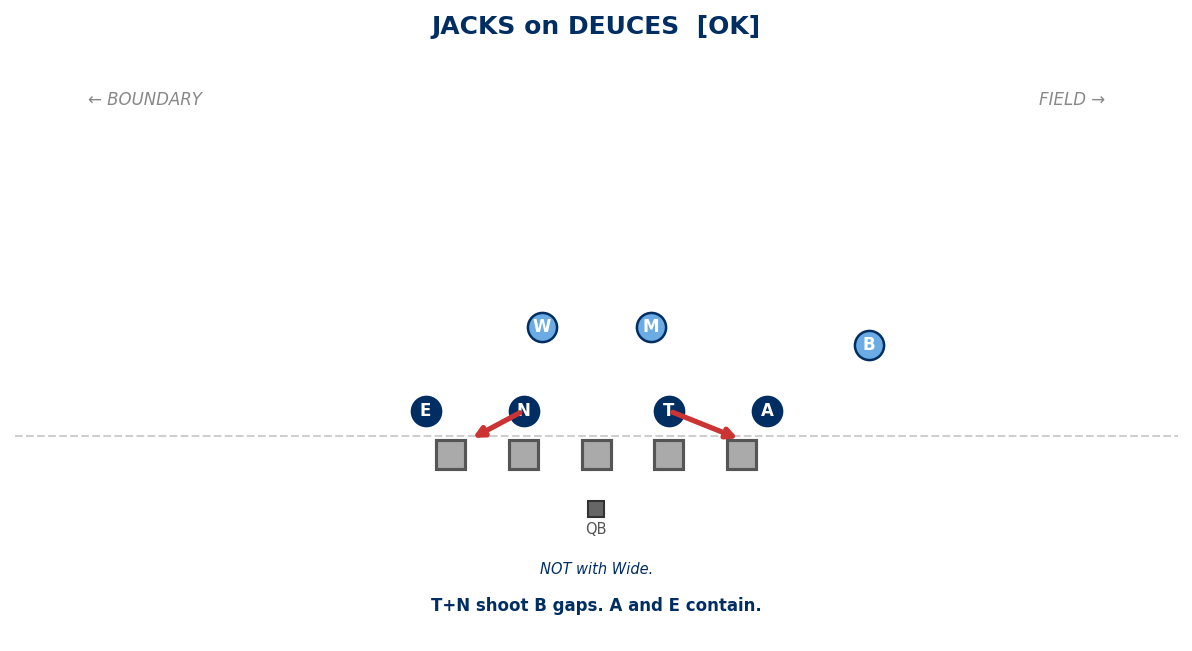 JACKS on DEUCES [OK]
← BOUNDARY FIELD →
W M B
E N T A
QB
NOT with Wide.
T+N shoot B gaps. A and E contain.